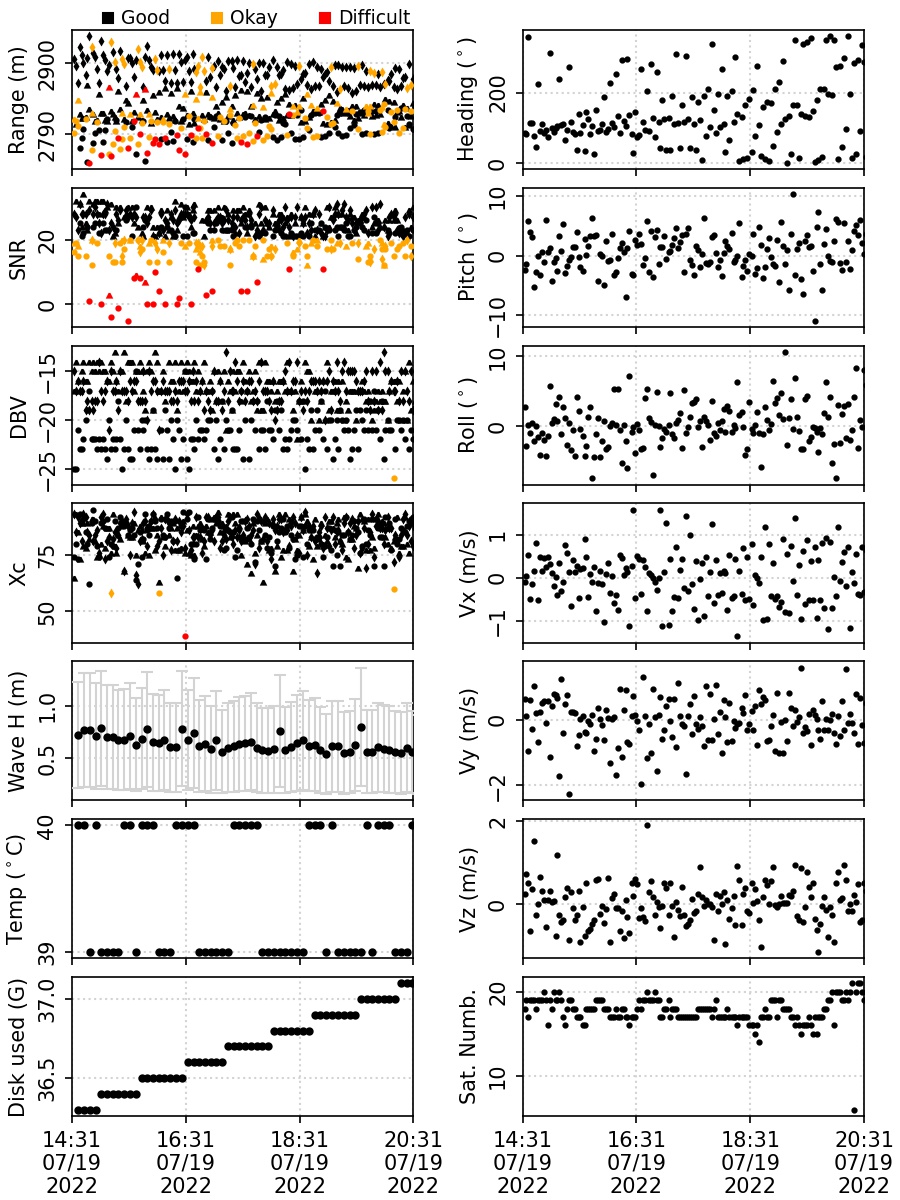 Good Okay Difficult
Range (m)
2900
2790
Heading (°)
200
0
SNR
20
0
Pitch (°)
10
0
−10
DBV
−15
−20
−25
Roll (°)
10
0
Xc
75
50
Vx (m/s)
1
0
−1
Wave H (m)
1.0
0.5
Vy (m/s)
0
−2
Temp (°C)
40
39
Vz (m/s)
2
0
Disk used (G)
37.0
36.5
Sat. Numb.
20
10
14:31 16:31 18:31 20:31
07/19 07/19 07/19 07/19
2022 2022 2022 2022
14:31 16:31 18:31 20:31
07/19 07/19 07/19 07/19
2022 2022 2022 2022